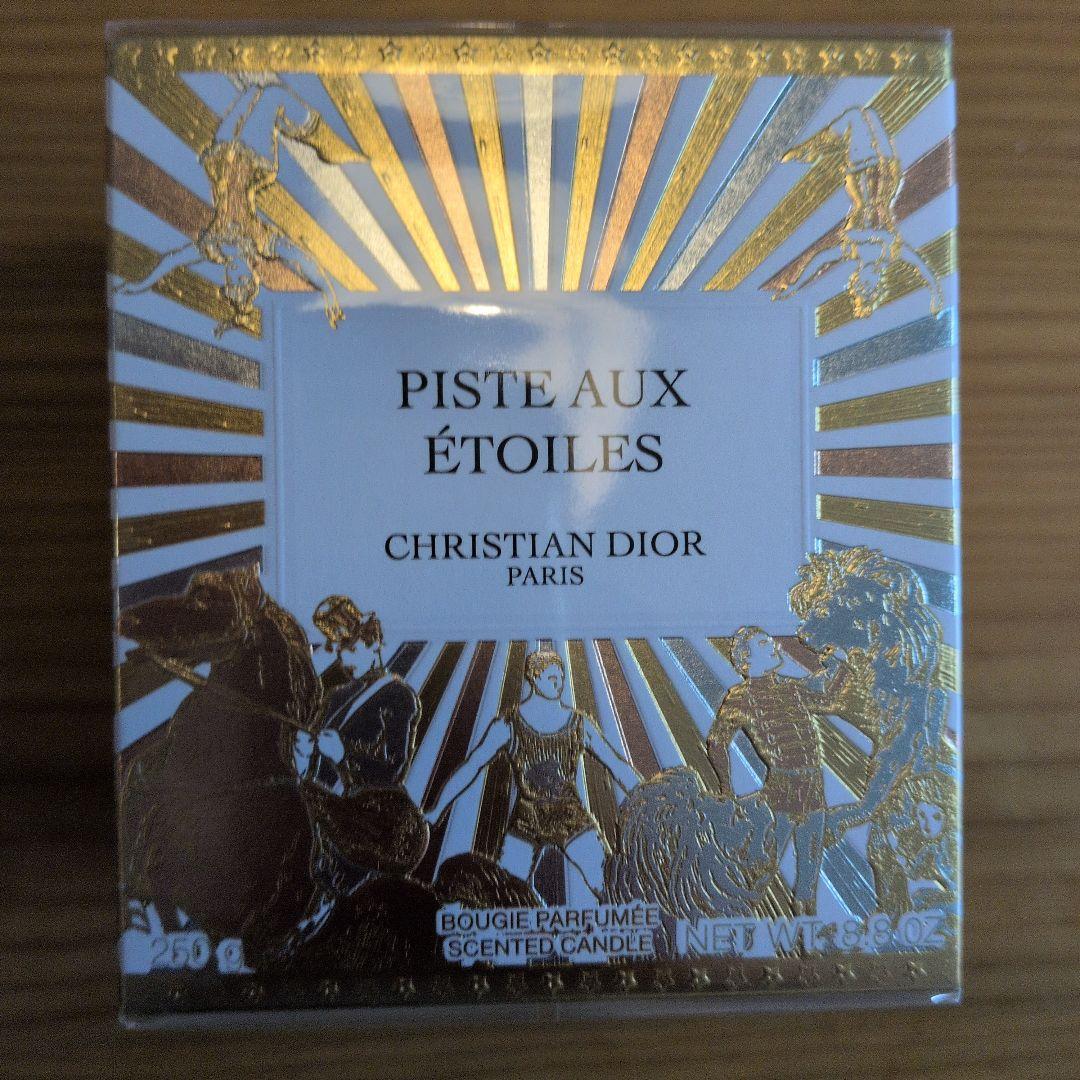 PISTE AUX
ÉTOILES
CHRISTIAN DIOR
PARIS
BOUGIE PARFUMÉE
SCENTED CANDLE
250 g
NET WT. 8.8 OZ